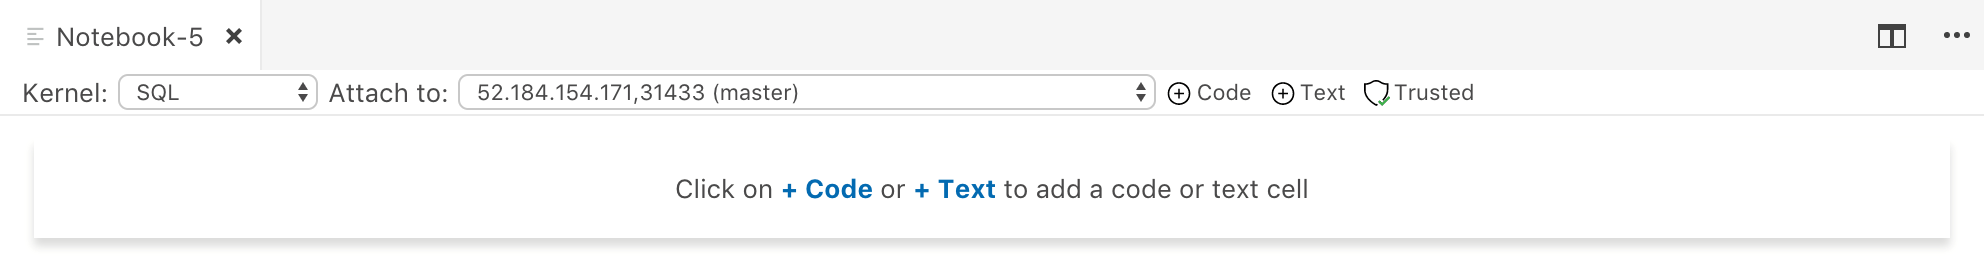 Notebook-5
Kernel: SQL Attach to: 52.184.154.171,31433 (master) Code Text Trusted
Click on + Code or + Text to add a code or text cell